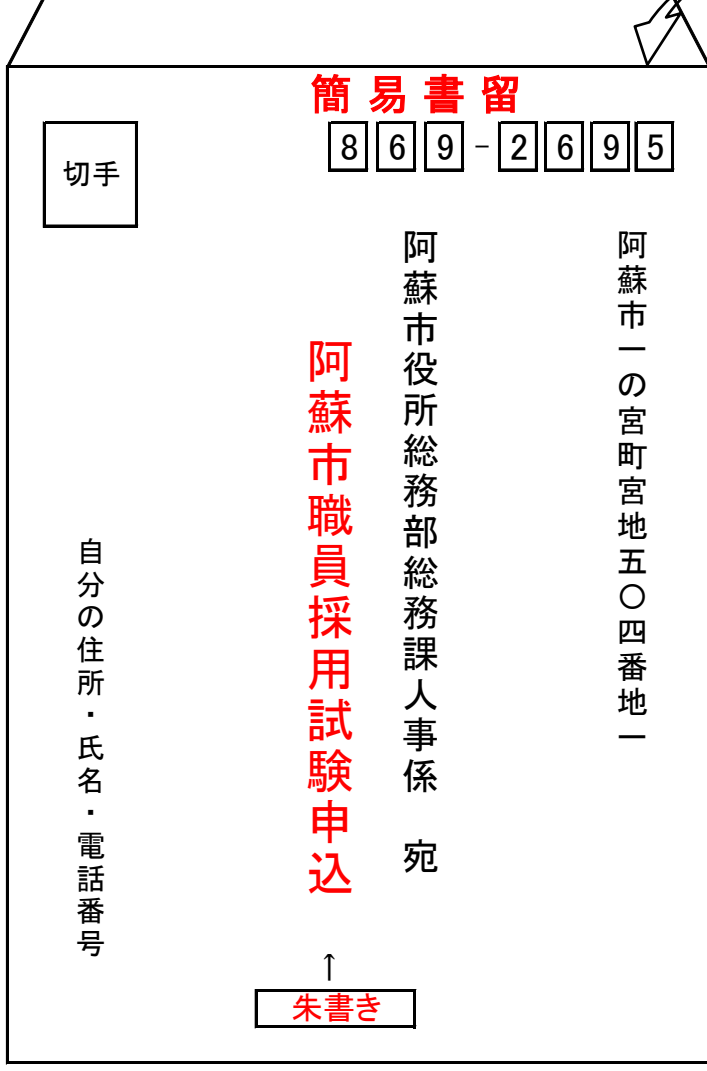 簡易書留
869-2695
切手
阿蘇市一の宮町宮地五〇四番地一
阿蘇市役所総務部総務課人事係　宛
阿蘇市職員採用試験申込
↑
朱書き
自分の住所・氏名・電話番号